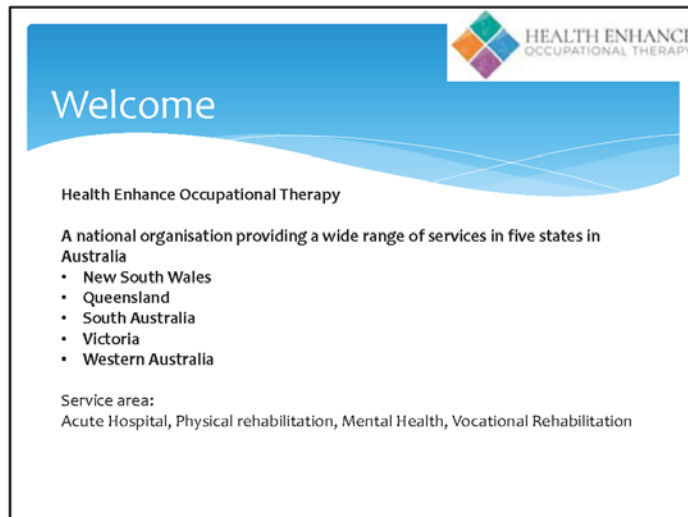 HEALTH ENHANCE
OCCUPATIONAL THERAPY
Welcome
Health Enhance Occupational Therapy
A national organisation providing a wide range of services in five states in
Australia
• New South Wales
• Queensland
• South Australia
• Victoria
• Western Australia
Service area:
Acute Hospital, Physical rehabilitation, Mental Health, Vocational Rehabilitation